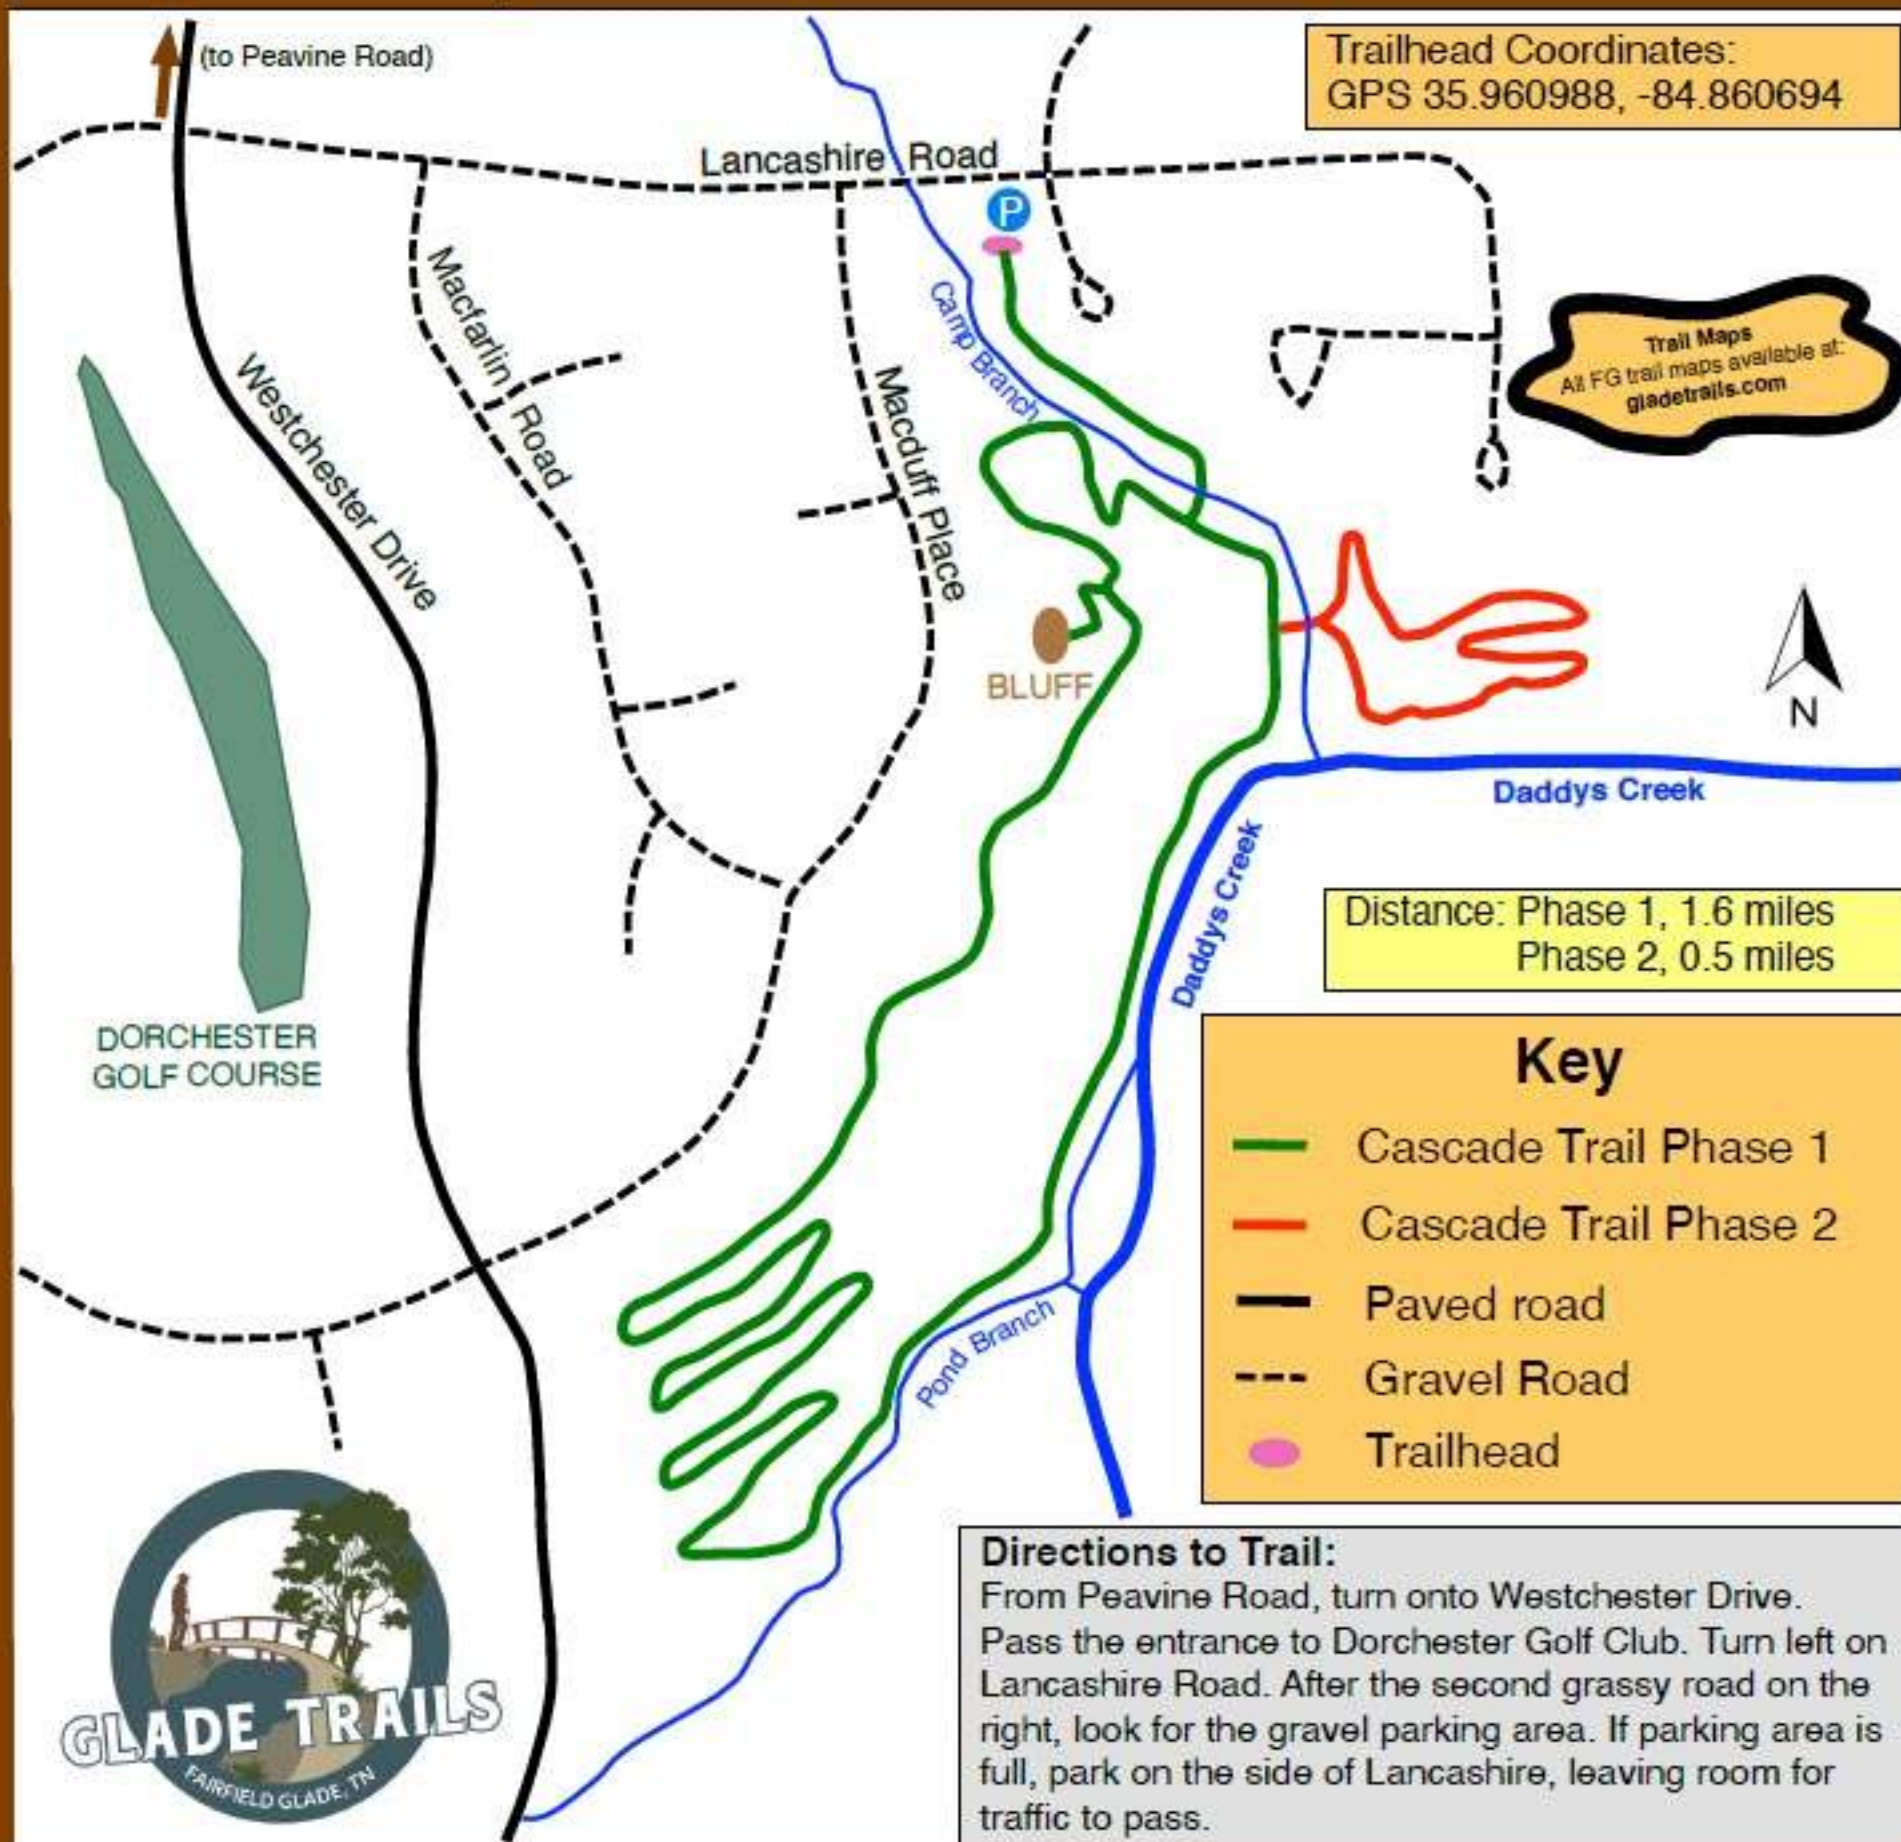 (to Peavine Road)
Trailhead Coordinates:
GPS 35.960988, -84.860694
Lancashire Road
P
Macfarlin Road
Camp Branch
Trail Maps
All FG trail maps available at:
gladetrails.com
Westchester Drive
Macduff Place
BLUFF
N
Daddys Creek
Daddys Creek
Distance: Phase 1, 1.6 miles
Phase 2, 0.5 miles
DORCHESTER
GOLF COURSE
Key
Cascade Trail Phase 1
Cascade Trail Phase 2
Paved road
Gravel Road
Trailhead
Pond Branch
GLADE TRAILS
FAIRFIELD GLADE, TN
Directions to Trail:
From Peavine Road, turn onto Westchester Drive.
Pass the entrance to Dorchester Golf Club. Turn left on
Lancashire Road. After the second grassy road on the
right, look for the gravel parking area. If parking area is
full, park on the side of Lancashire, leaving room for
traffic to pass.